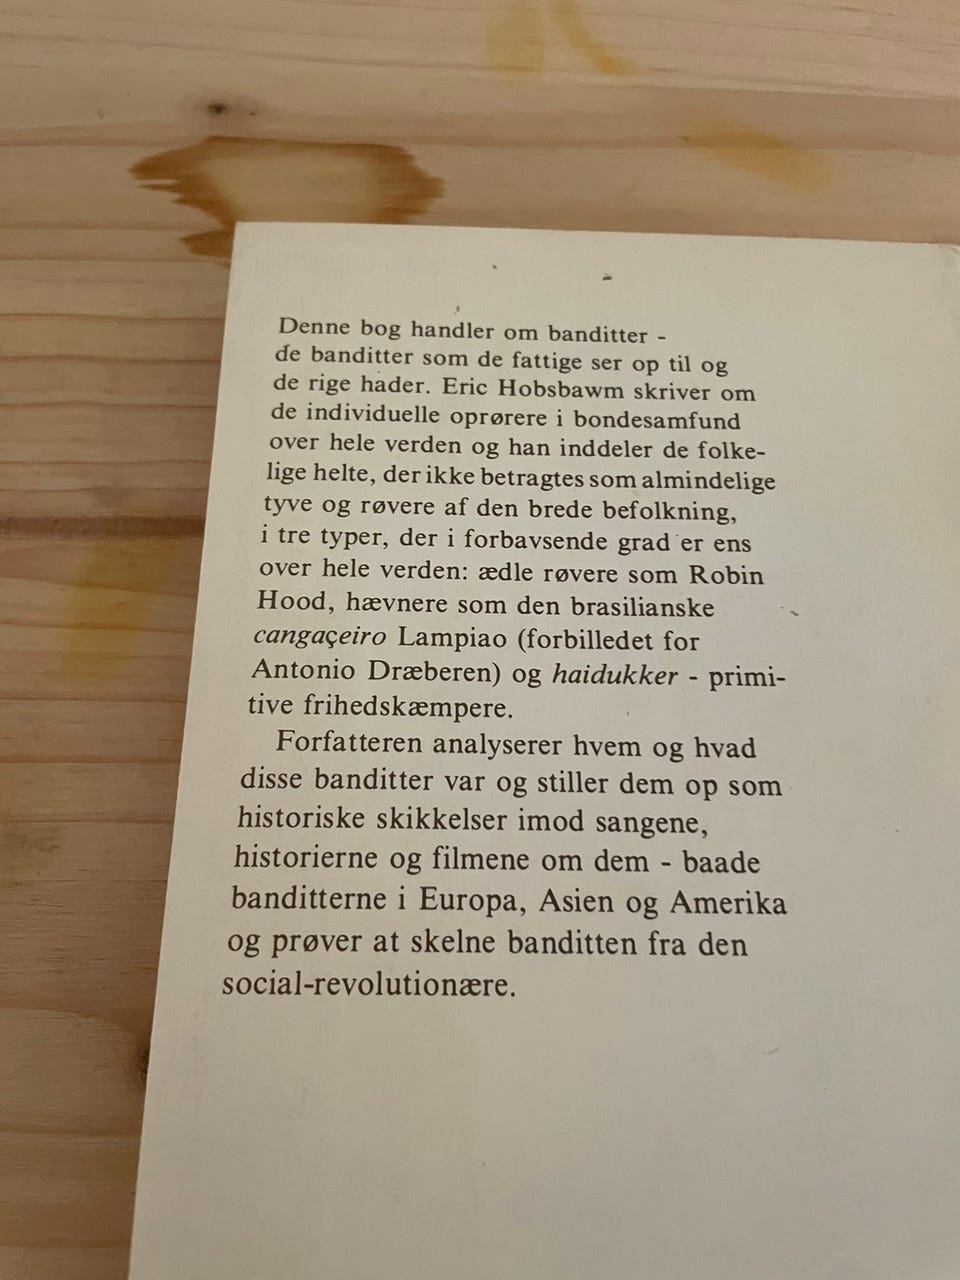 Denne bog handler om banditter -
de banditter som de fattige ser op til og
de rige hader. Eric Hobsbawm skriver om
de individuelle oprørere i bondesamfund
over hele verden og han inddeler de folke-
lige helte, der ikke betragtes som almindelige
tyve og røvere af den brede befolkning,
i tre typer, der i forbavsende grad er ens
over hele verden: ædle røvere som Robin
Hood, hævnere som den brasilianske
cangaçeiro Lampiao (forbilledet for
Antonio Dræberen) og haidukker - primi-
tive frihedskæmpere.
Forfatteren analyserer hvem og hvad
disse banditter var og stiller dem op som
historiske skikkelser imod sangene,
historierne og filmene om dem - baade
banditterne i Europa, Asien og Amerika
og prøver at skelne banditten fra den
social-revolutionære.